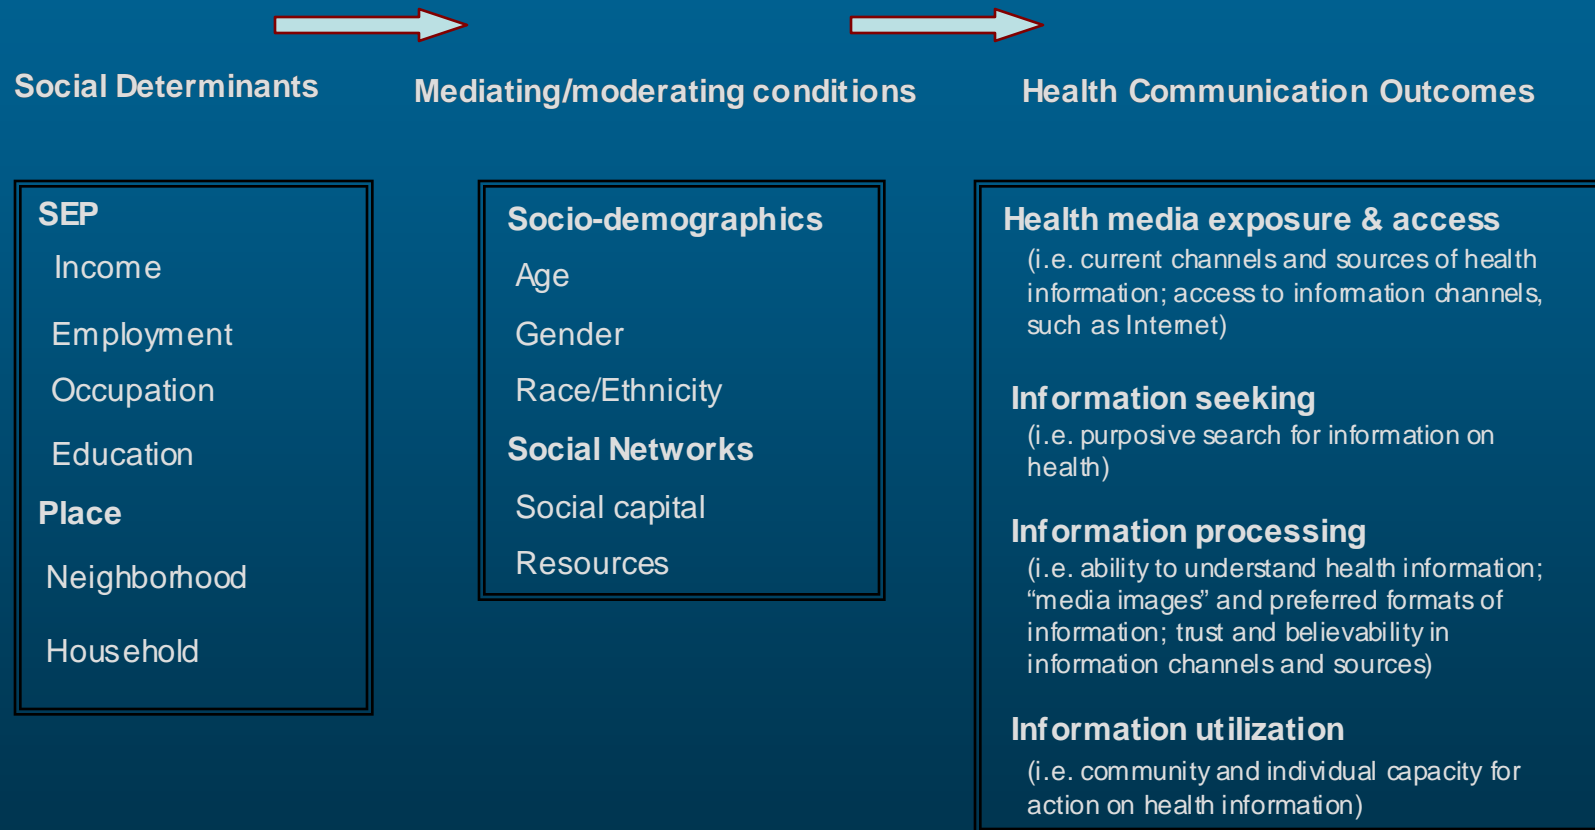 Social Determinants
Mediating/moderating conditions
Health Communication Outcomes
SEP
Income
Employment
Occupation
Education
Place
Neighborhood
Household
Socio-demographics
Age
Gender
Race/Ethnicity
Social Networks
Social capital
Resources
Health media exposure & access
(i.e. current channels and sources of health
information; access to information channels,
such as Internet)
Information seeking
(i.e. purposive search for information on
health)
Information processing
(i.e. ability to understand health information;
“media images” and preferred formats of
information; trust and believability in
information channels and sources)
Information utilization
(i.e. community and individual capacity for
action on health information)